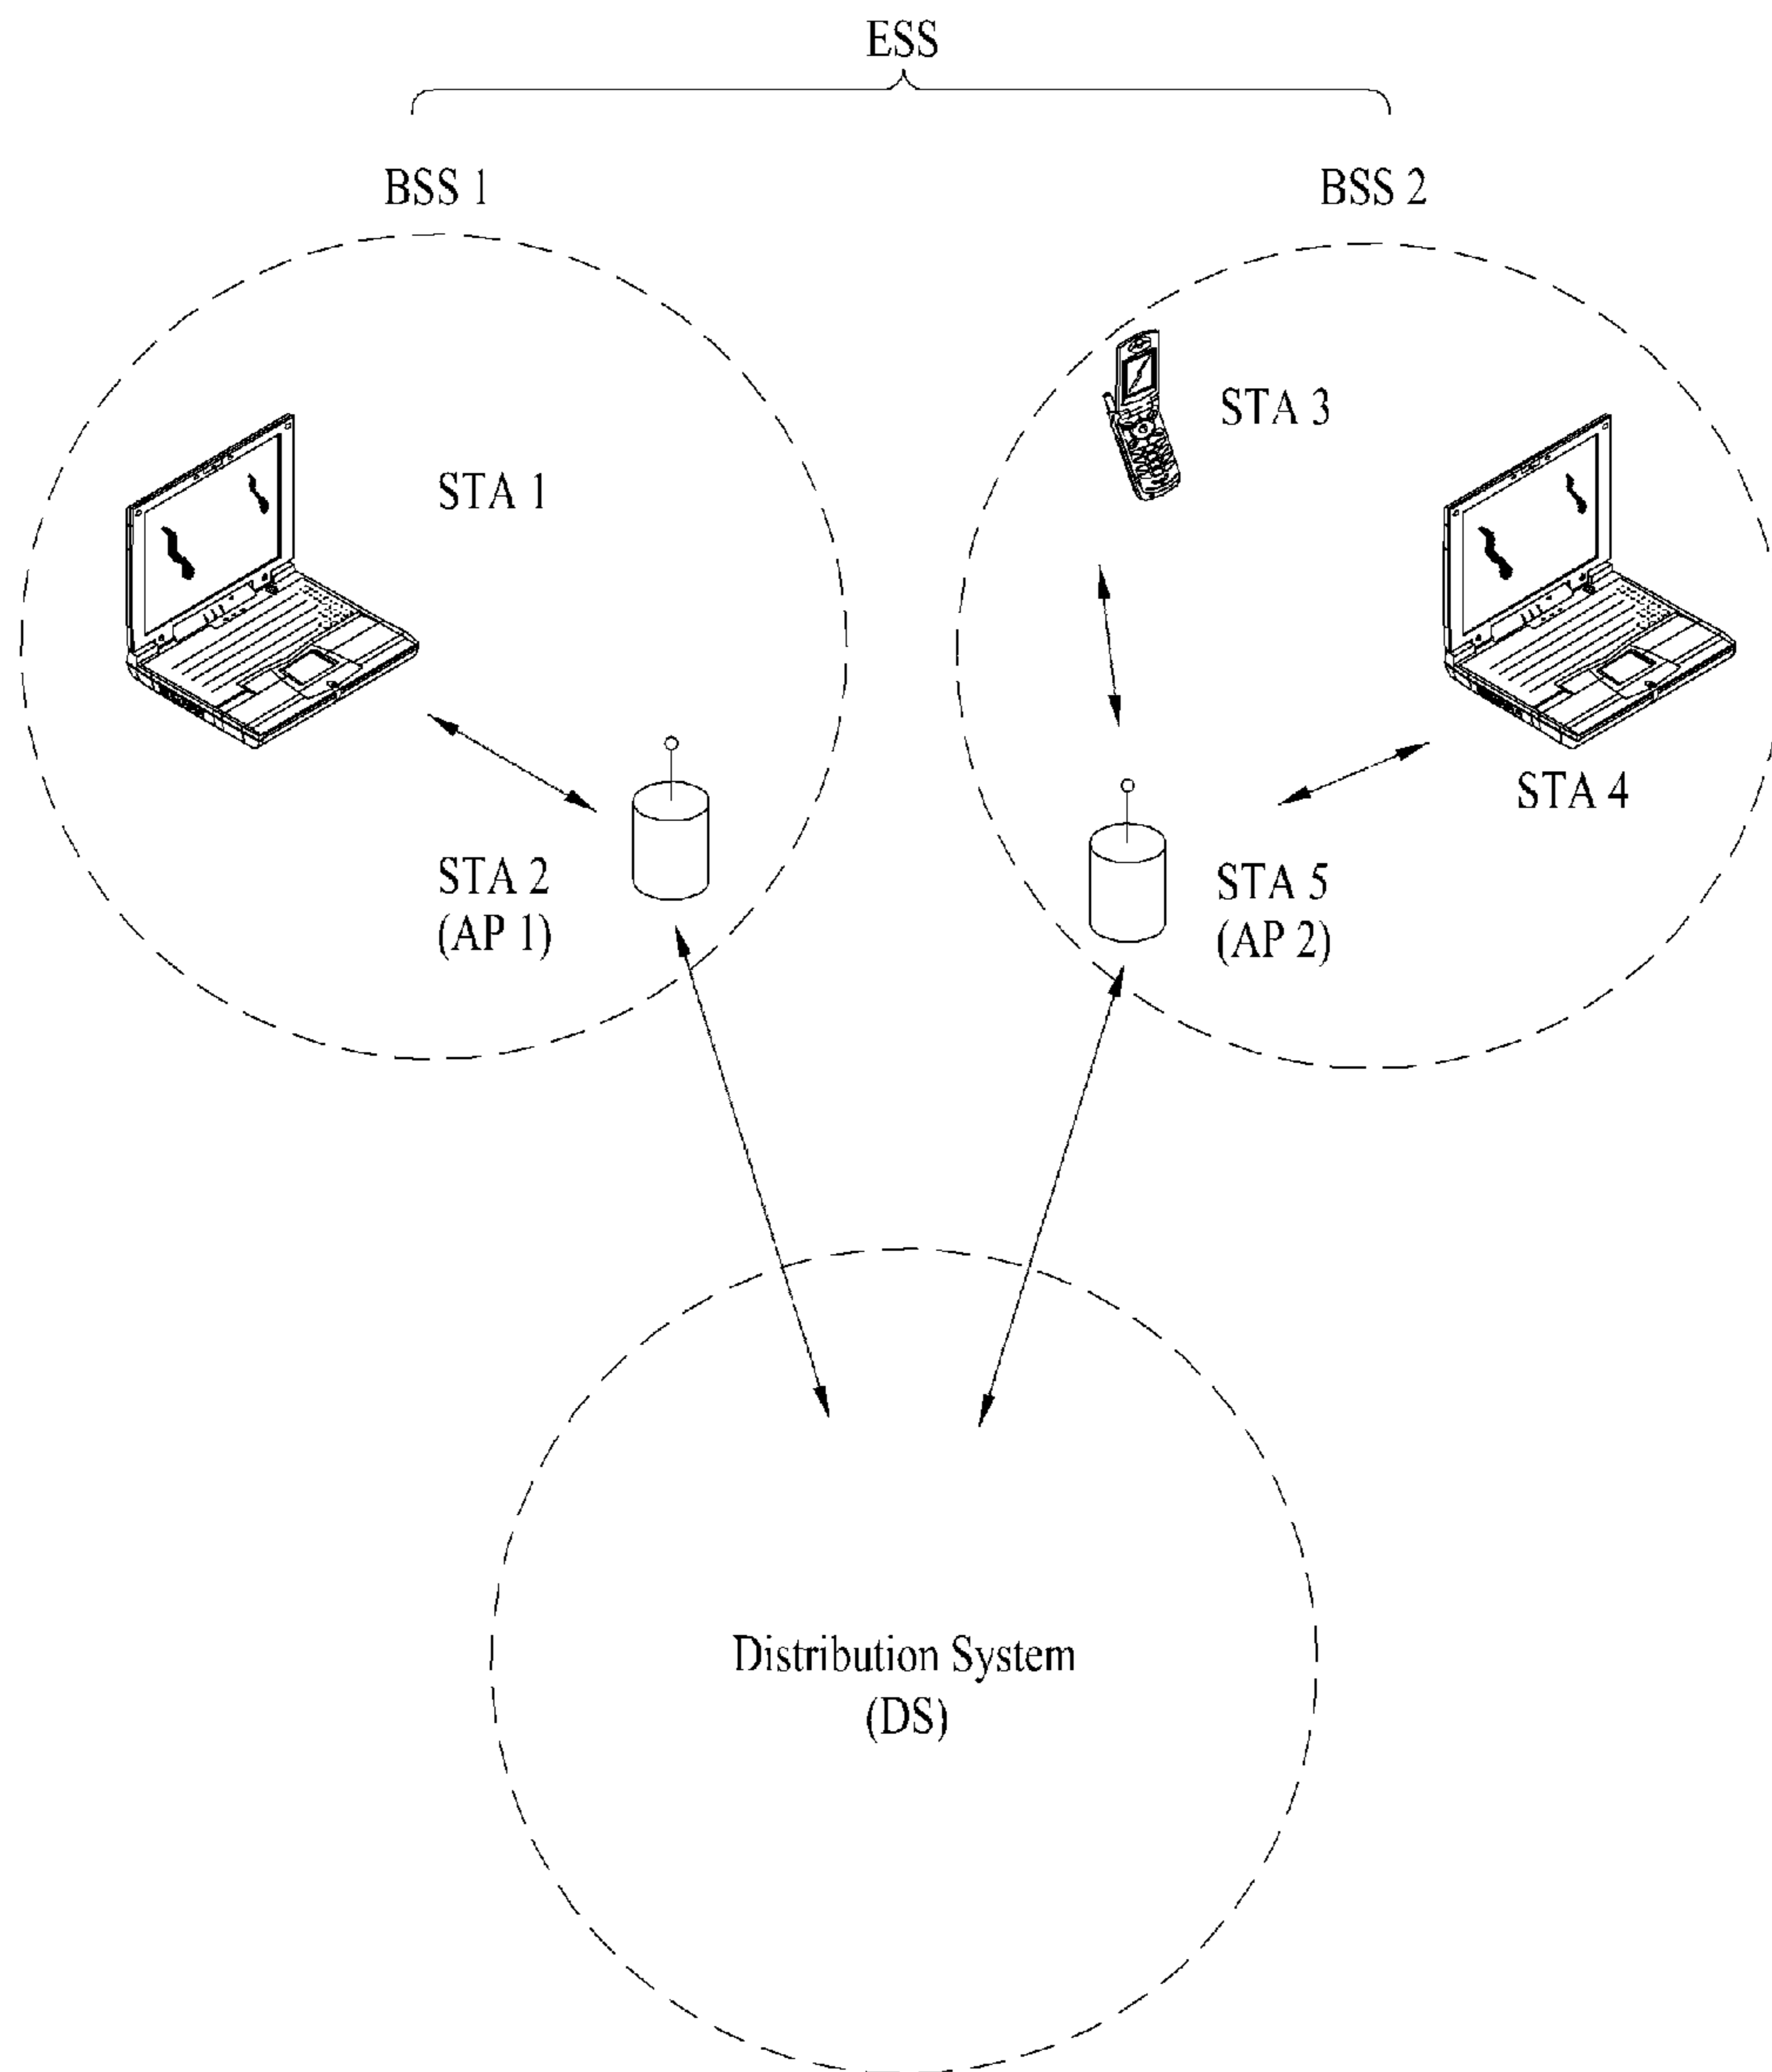 ESS
BSS 1
BSS 2
STA 1
STA 3
STA 4
STA 2
(AP 1)
STA 5
(AP 2)
Distribution System
(DS)